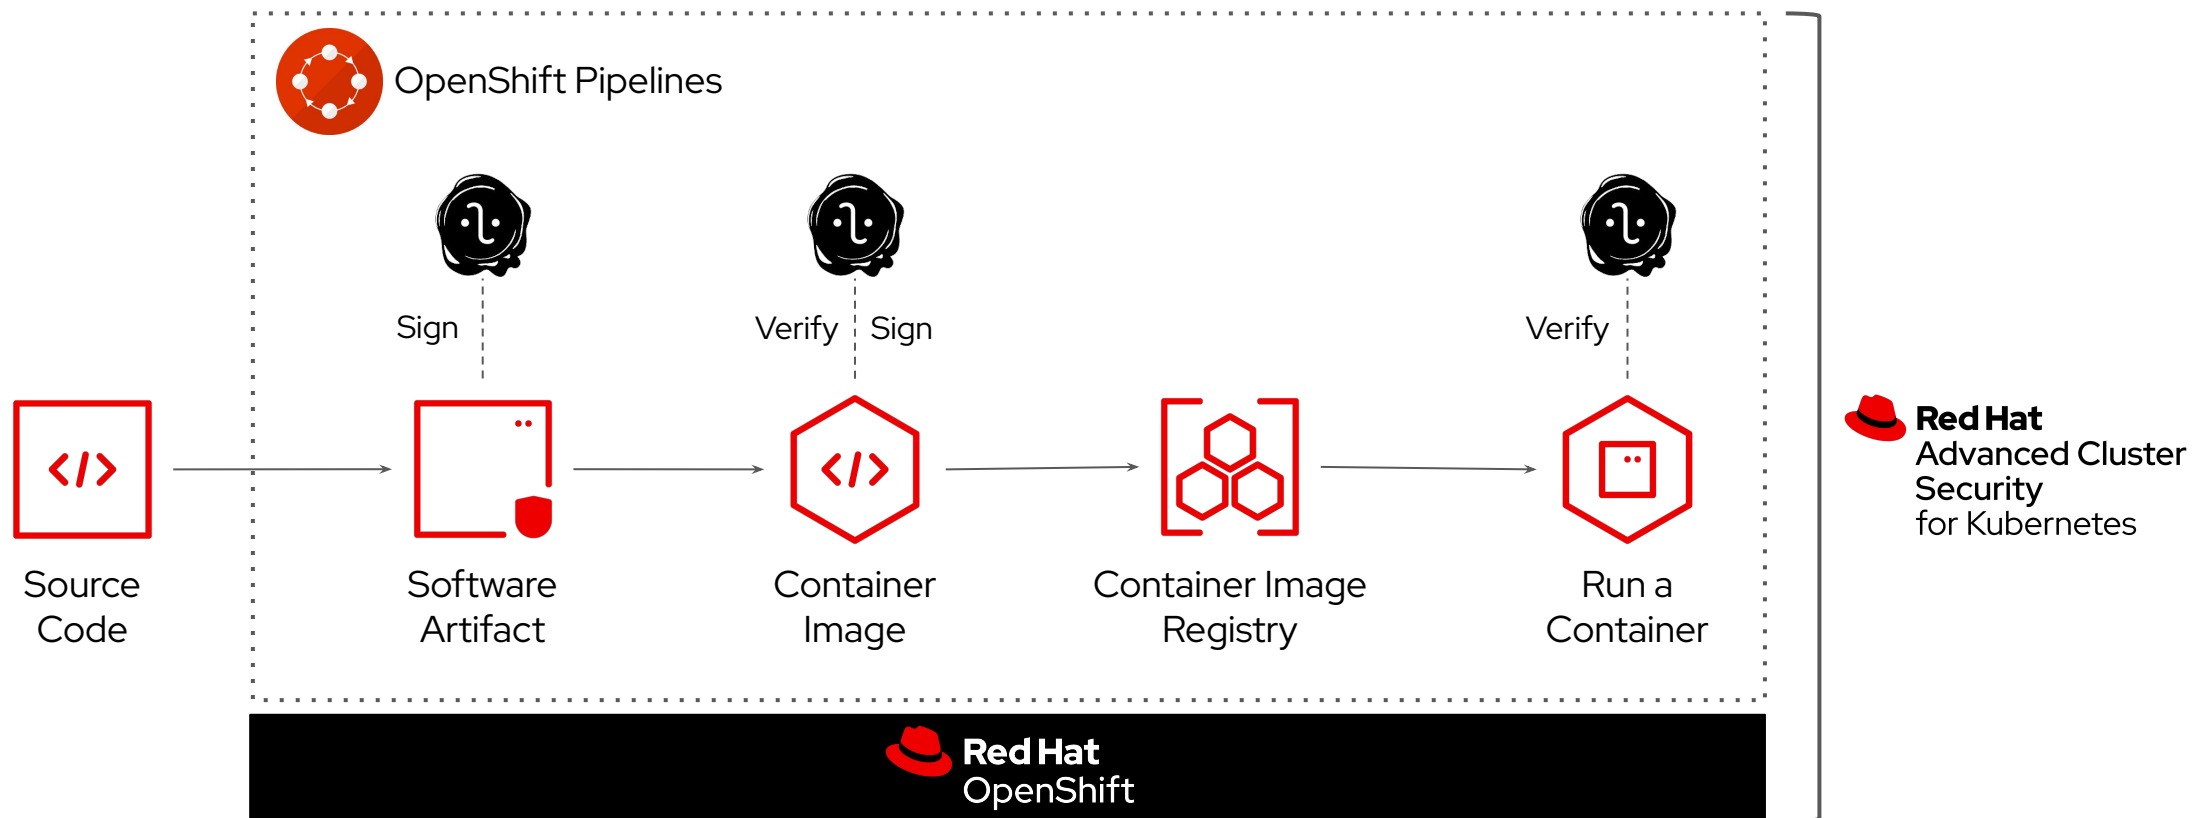 OpenShift Pipelines
Sign
Verify
Sign
Verify
Source
Code
Software
Artifact
Container
Image
Container Image
Registry
Run a
Container
Red Hat
Advanced Cluster
Security
for Kubernetes
Red Hat
OpenShift